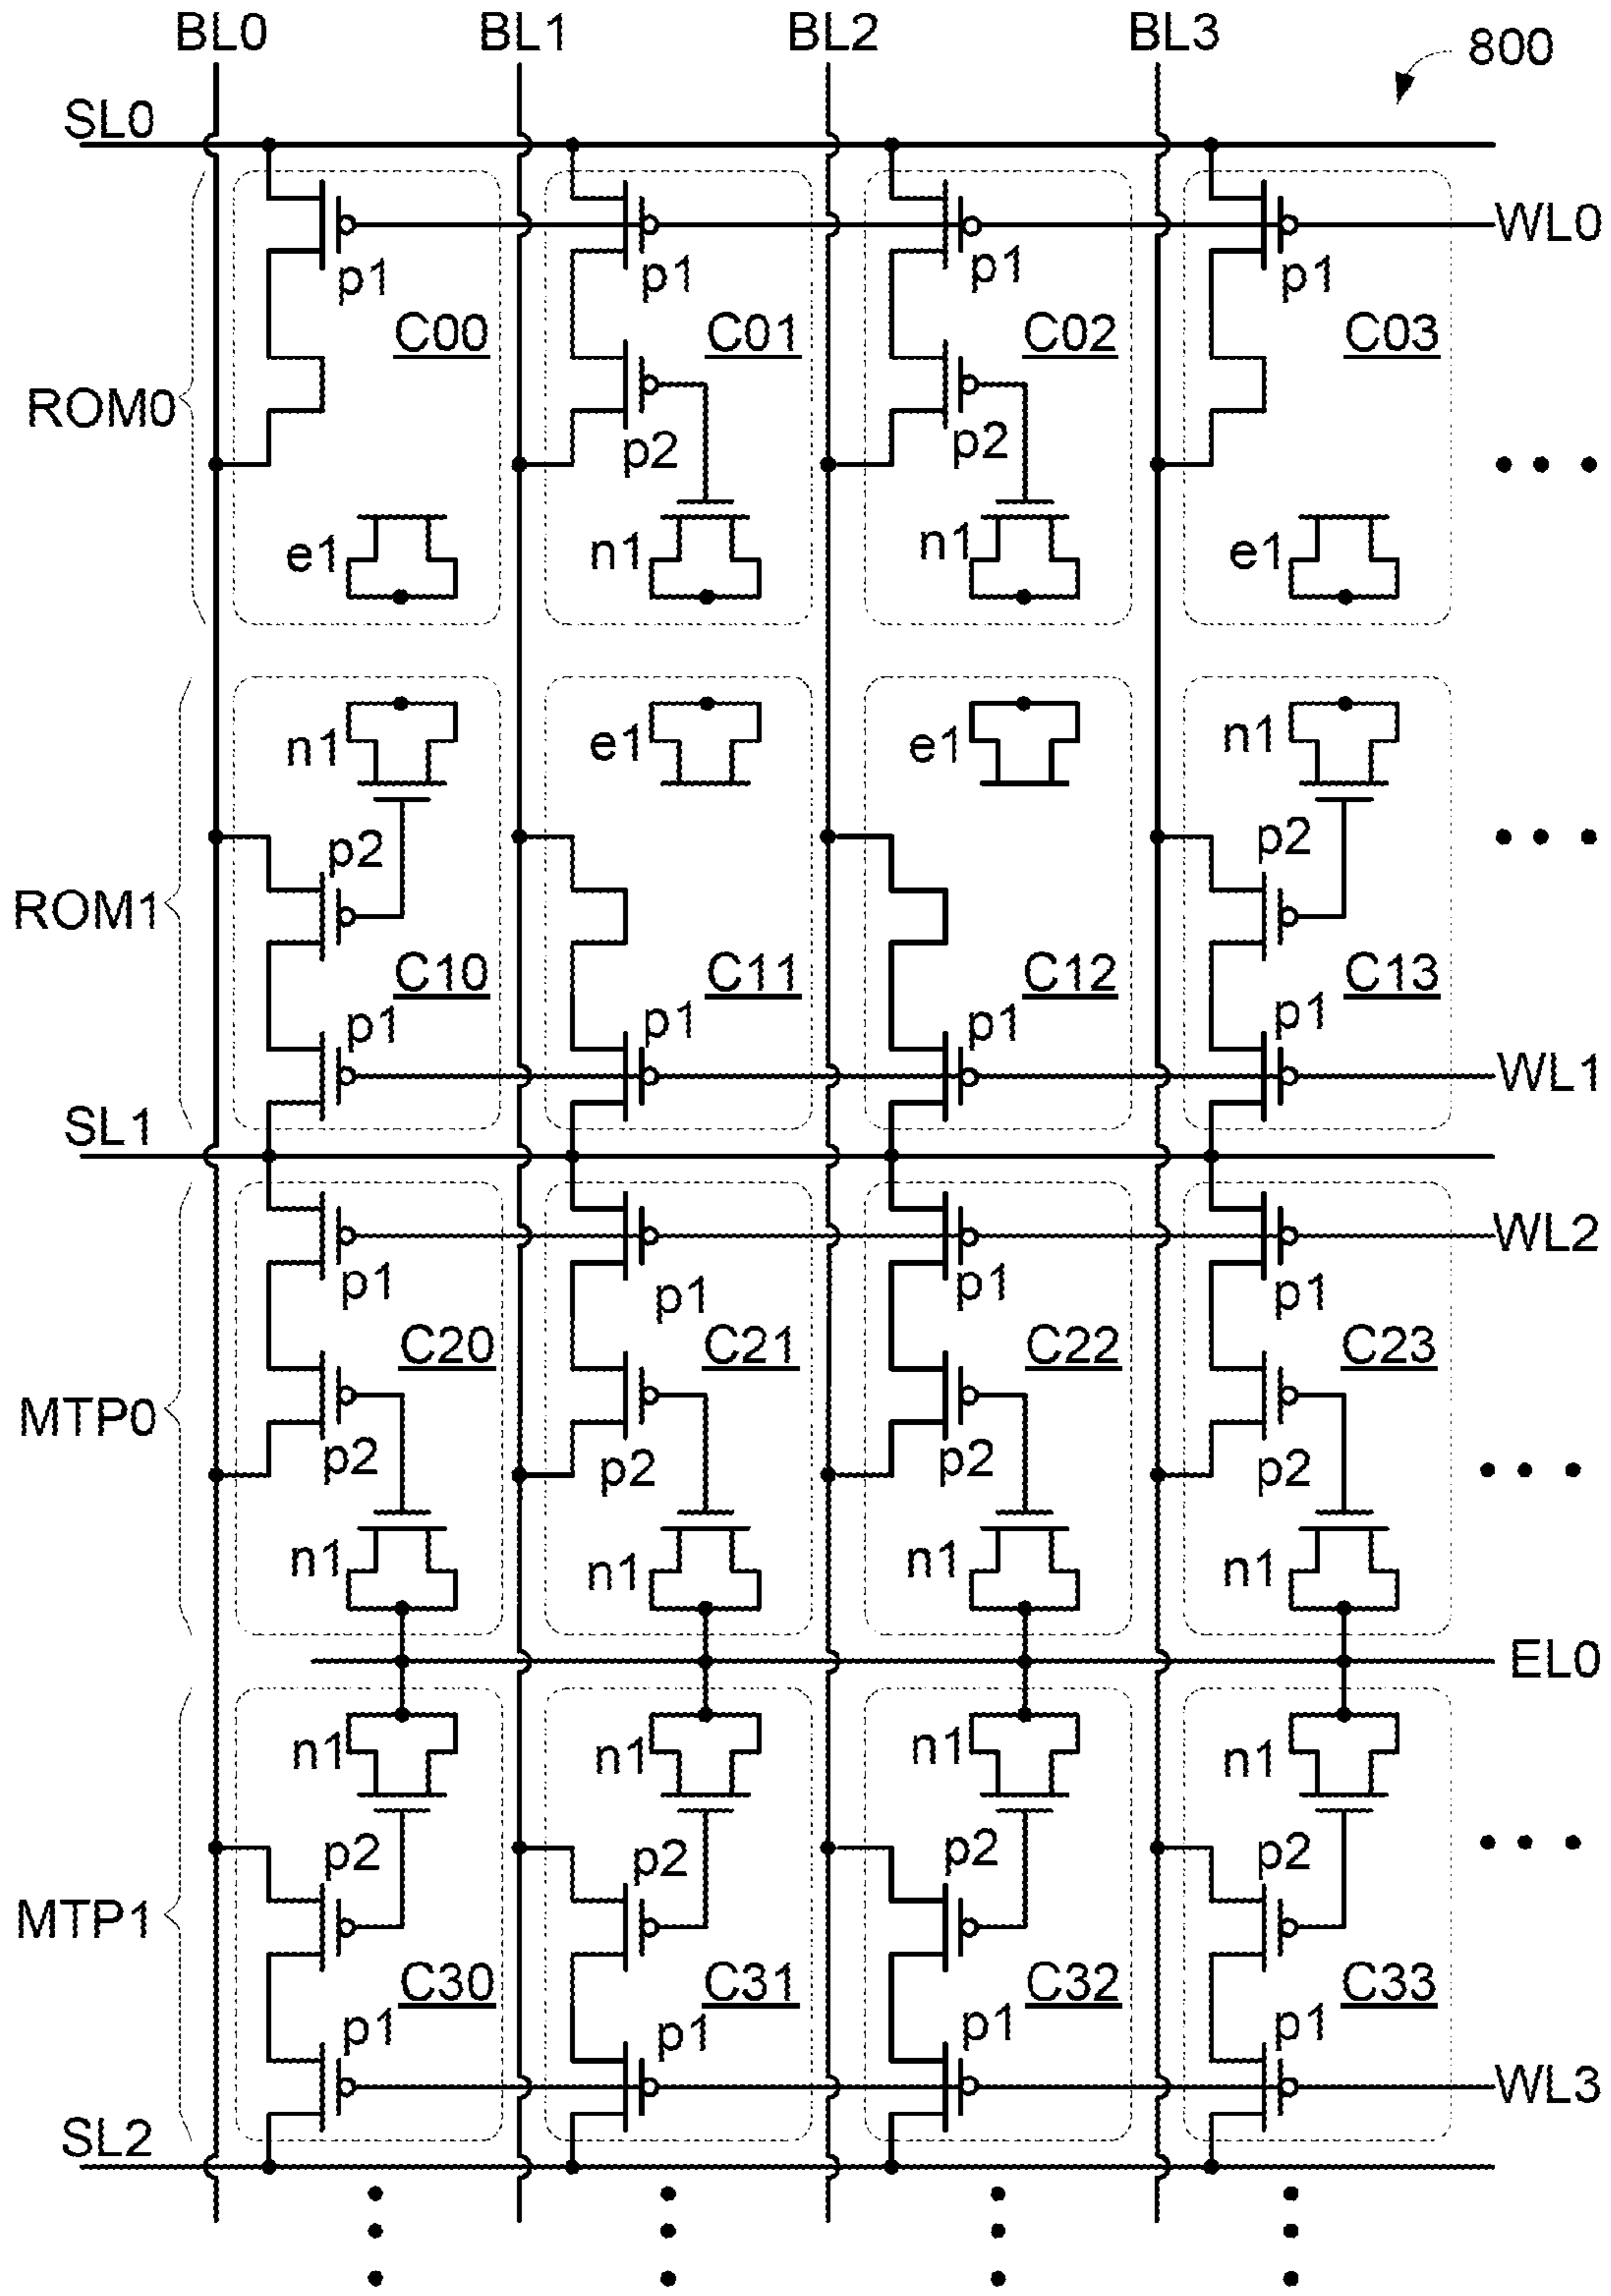 BL0 BL1 BL2 BL3 800
SL0
WL0
p1 p1 p1 p1
C00 C01 C02 C03
ROM0
p2 p2
e1 n1 n1 e1
n1 e1 e1 n1
p2 p2
ROM1
C10 C11 C12 C13
p1 p1 p1 p1
WL1
SL1
WL2
p1 p1 p1 p1
C20 C21 C22 C23
MTP0
p2 p2 p2 p2
n1 n1 n1 n1
EL0
n1 n1 n1 n1
p2 p2 p2 p2
MTP1
C30 C31 C32 C33
p1 p1 p1 p1
WL3
SL2